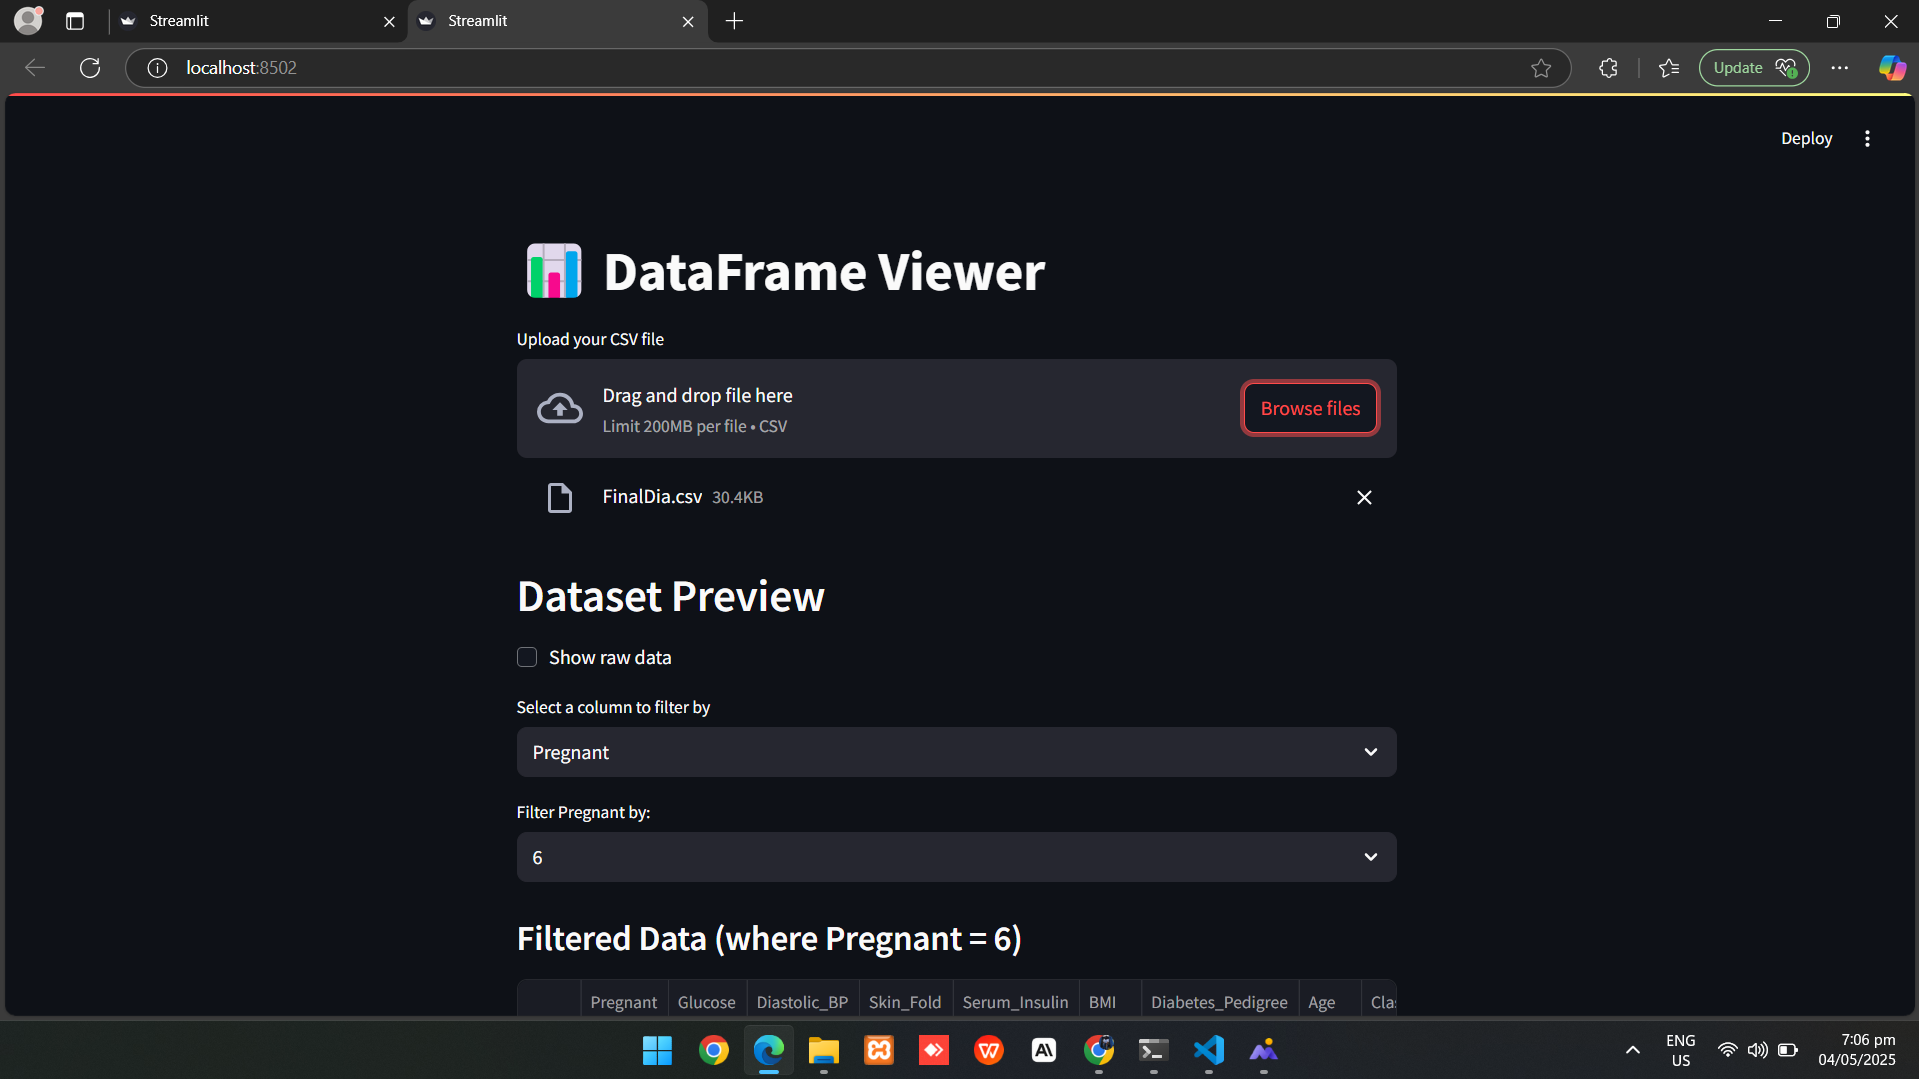 Streamlit
Streamlit
localhost:8502
Update
Deploy
DataFrame Viewer
Upload your CSV file
Drag and drop file here
Limit 200MB per file • CSV
Browse files
FinalDia.csv 30.4KB
Dataset Preview
Show raw data
Select a column to filter by
Pregnant
Filter Pregnant by:
6
Filtered Data (where Pregnant = 6)
Pregnant Glucose Diastolic_BP Skin_Fold Serum_Insulin BMI Diabetes_Pedigree Age Cla
ENG
US
7:06 pm
04/05/2025